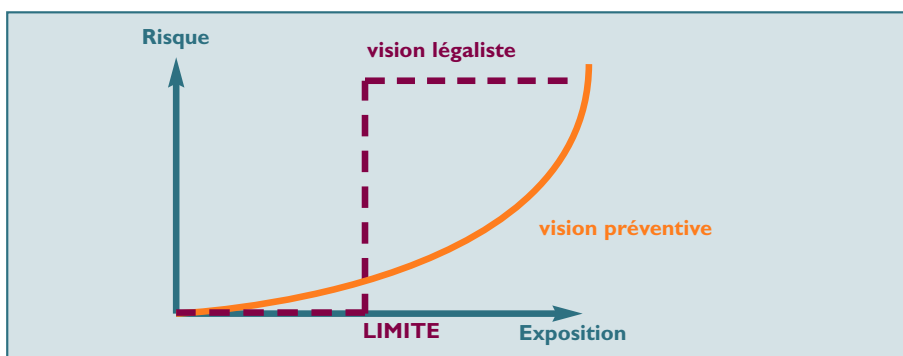 Risque
vision légaliste
vision préventive
LIMITE
Exposition